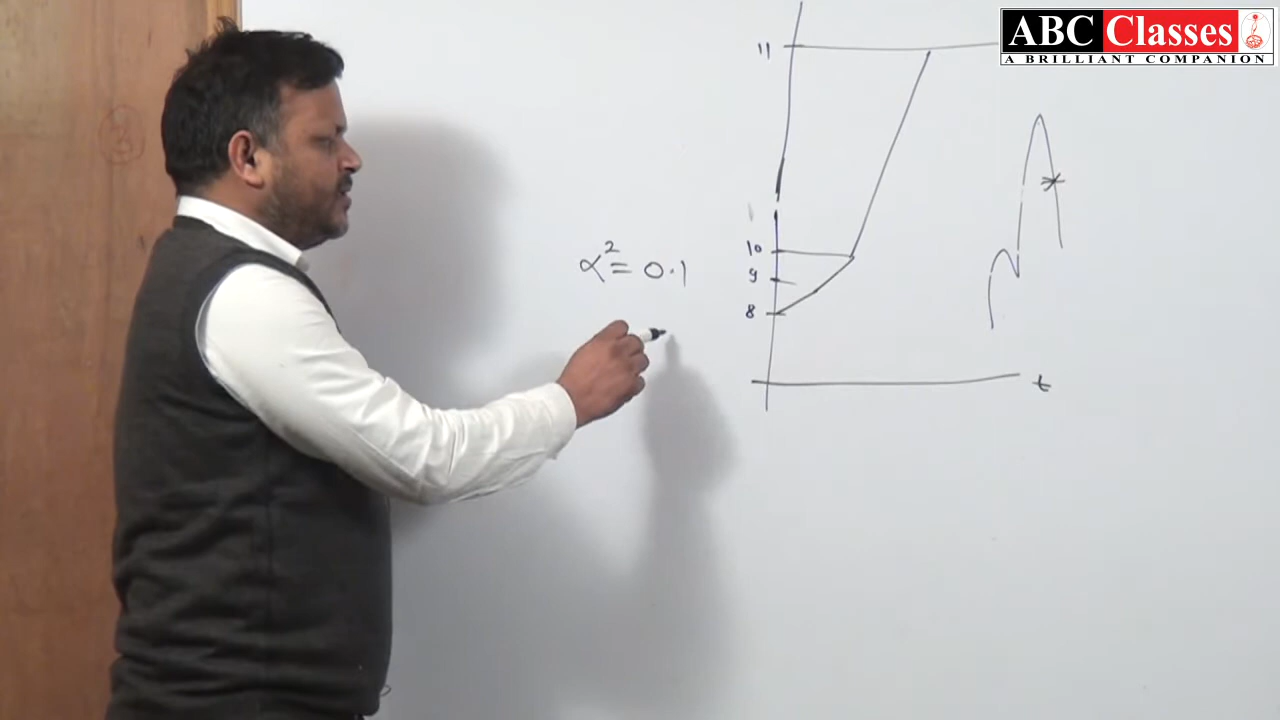 ABC Classes
A BRILLIANT COMPANION
11
10
9
8
α² = 0.1
t